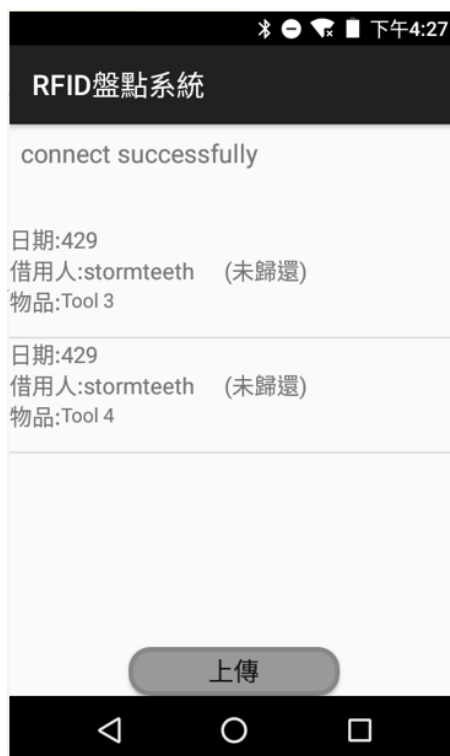 下午4:27
RFID盤點系統
connect successfully
日期:429
借用人:stormteeth (未歸還)
物品:Tool 3
日期:429
借用人:stormteeth (未歸還)
物品:Tool 4
上傳